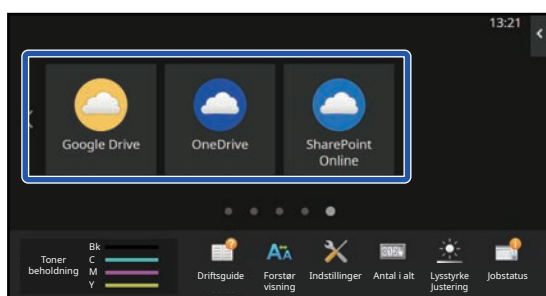 13:21
Google Drive
OneDrive
SharePoint
Online
Toner
beholdning
Bk
C
M
Y
Driftsguide
Forstør
visning
Indstillinger
Antal i alt
Lysstyrke
Justering
Jobstatus